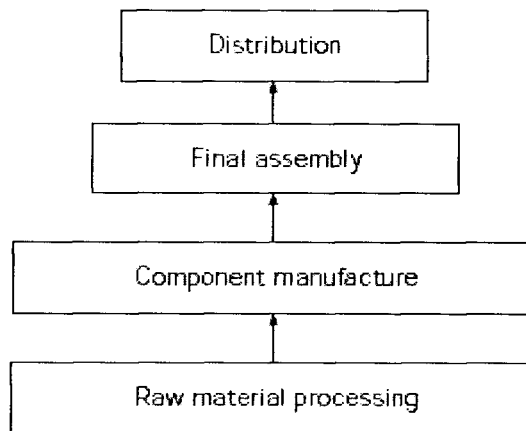 Distribution
Final assembly
Component manufacture
Raw material processing